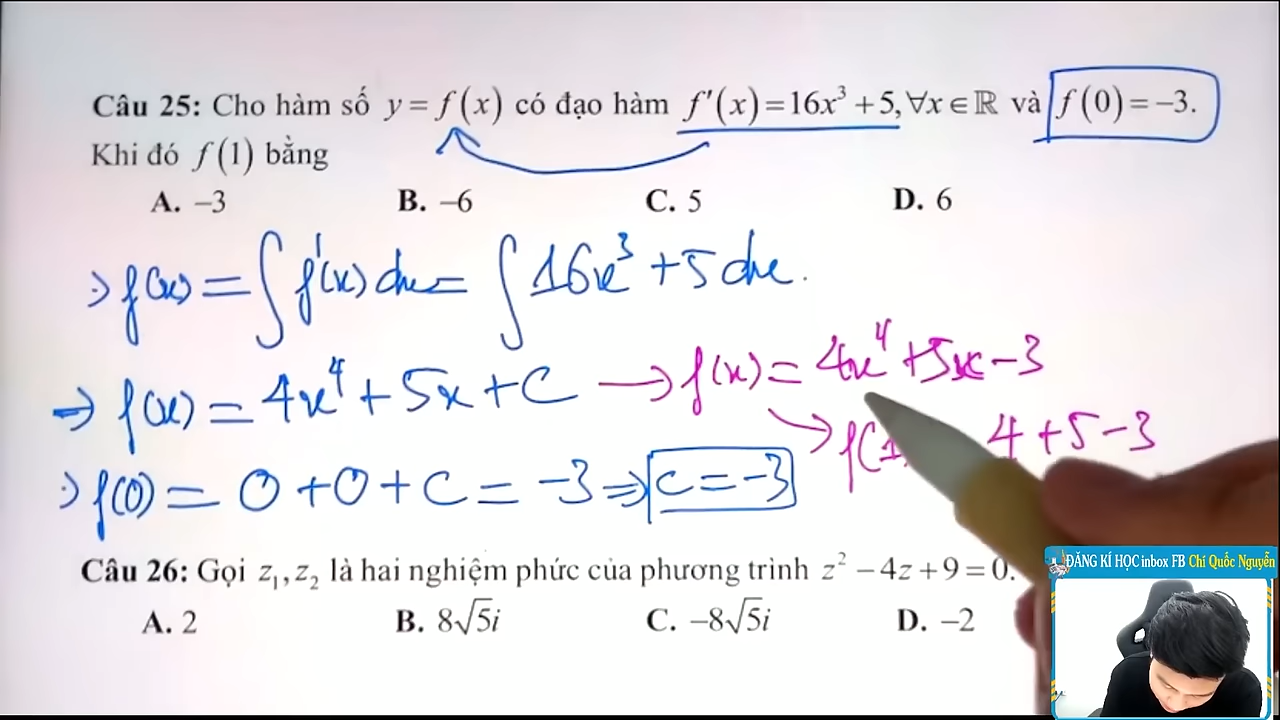 Câu 25: Cho hàm số y = f(x) có đạo hàm f'(x) = 16x³ + 5, ∀x ∈ ℝ và f(0) = −3.
Khi đó f(1) bằng
A. −3 B. −6 C. 5 D. 6
⇒ f(x) = ∫ f'(x) dx = ∫ 16x³ + 5 dx.
⇒ f(x) = 4x⁴ + 5x + C → f(x) = 4x⁴ + 5x − 3
↘ f(1 4 + 5 − 3
⇒ f(0) = 0 + 0 + C = −3 ⇒ C = −3
Câu 26: Gọi z₁, z₂ là hai nghiệm phức của phương trình z² − 4z + 9 = 0.
A. 2 B. 8√5i C. −8√5i D. −2
ĐĂNG KÍ HỌC inbox FB Chí Quốc Nguyễn